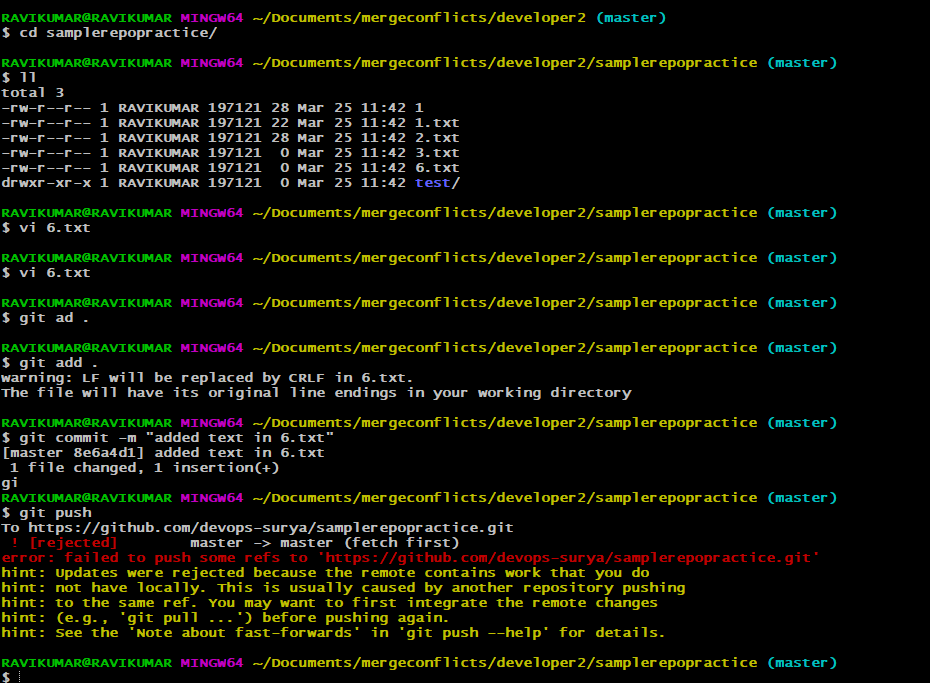 RAVIKUMAR@RAVIKUMAR MINGW64 ~/Documents/mergeconflicts/developer2 (master)
$ cd samplerepopractice/
RAVIKUMAR@RAVIKUMAR MINGW64 ~/Documents/mergeconflicts/developer2/samplerepopractice (master)
$ ll
total 3
-rw-r--r-- 1 RAVIKUMAR 197121 28 Mar 25 11:42 1
-rw-r--r-- 1 RAVIKUMAR 197121 22 Mar 25 11:42 1.txt
-rw-r--r-- 1 RAVIKUMAR 197121 28 Mar 25 11:42 2.txt
-rw-r--r-- 1 RAVIKUMAR 197121  0 Mar 25 11:42 3.txt
-rw-r--r-- 1 RAVIKUMAR 197121  0 Mar 25 11:42 6.txt
drwxr-xr-x 1 RAVIKUMAR 197121  0 Mar 25 11:42 test/
RAVIKUMAR@RAVIKUMAR MINGW64 ~/Documents/mergeconflicts/developer2/samplerepopractice (master)
$ vi 6.txt
RAVIKUMAR@RAVIKUMAR MINGW64 ~/Documents/mergeconflicts/developer2/samplerepopractice (master)
$ vi 6.txt
RAVIKUMAR@RAVIKUMAR MINGW64 ~/Documents/mergeconflicts/developer2/samplerepopractice (master)
$ git ad .
RAVIKUMAR@RAVIKUMAR MINGW64 ~/Documents/mergeconflicts/developer2/samplerepopractice (master)
$ git add .
warning: LF will be replaced by CRLF in 6.txt.
The file will have its original line endings in your working directory
RAVIKUMAR@RAVIKUMAR MINGW64 ~/Documents/mergeconflicts/developer2/samplerepopractice (master)
$ git commit -m "added text in 6.txt"
[master 8e6a4d1] added text in 6.txt
 1 file changed, 1 insertion(+)
gi
RAVIKUMAR@RAVIKUMAR MINGW64 ~/Documents/mergeconflicts/developer2/samplerepopractice (master)
$ git push
To https://github.com/devops-surya/samplerepopractice.git
 ! [rejected]        master -> master (fetch first)
error: failed to push some refs to 'https://github.com/devops-surya/samplerepopractice.git'
hint: Updates were rejected because the remote contains work that you do
hint: not have locally. This is usually caused by another repository pushing
hint: to the same ref. You may want to first integrate the remote changes
hint: (e.g., 'git pull ...') before pushing again.
hint: See the 'Note about fast-forwards' in 'git push --help' for details.
RAVIKUMAR@RAVIKUMAR MINGW64 ~/Documents/mergeconflicts/developer2/samplerepopractice (master)
$